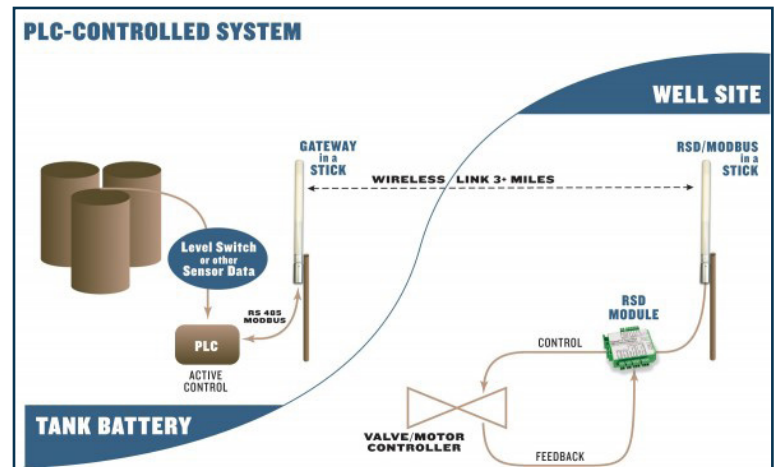 PLC-CONTROLLED SYSTEM
WELL SITE
GATEWAY
in a
STICK
RSD/MODBUS
in a
STICK
WIRELESS LINK 3+ MILES
Level Switch
or other
Sensor Data
RS 485
MODBUS
PLC
ACTIVE
CONTROL
RSD
MODULE
CONTROL
VALVE/MOTOR
CONTROLLER
FEEDBACK
TANK BATTERY